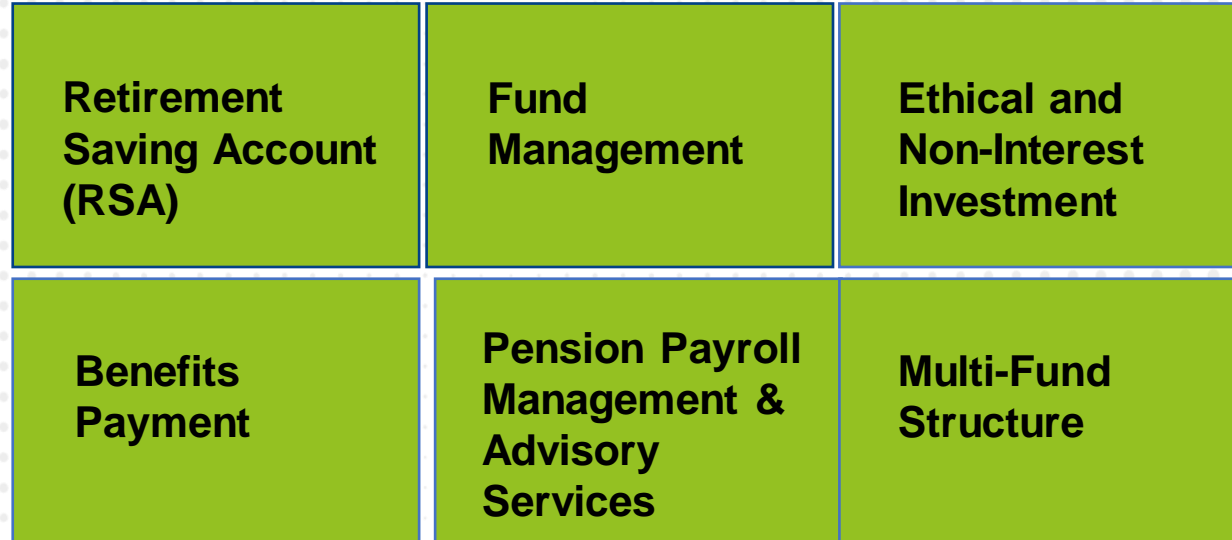 Retirement
Saving Account
(RSA)
Fund
Management
Ethical and
Non-Interest
Investment
Benefits
Payment
Pension Payroll
Management &
Advisory
Services
Multi-Fund
Structure